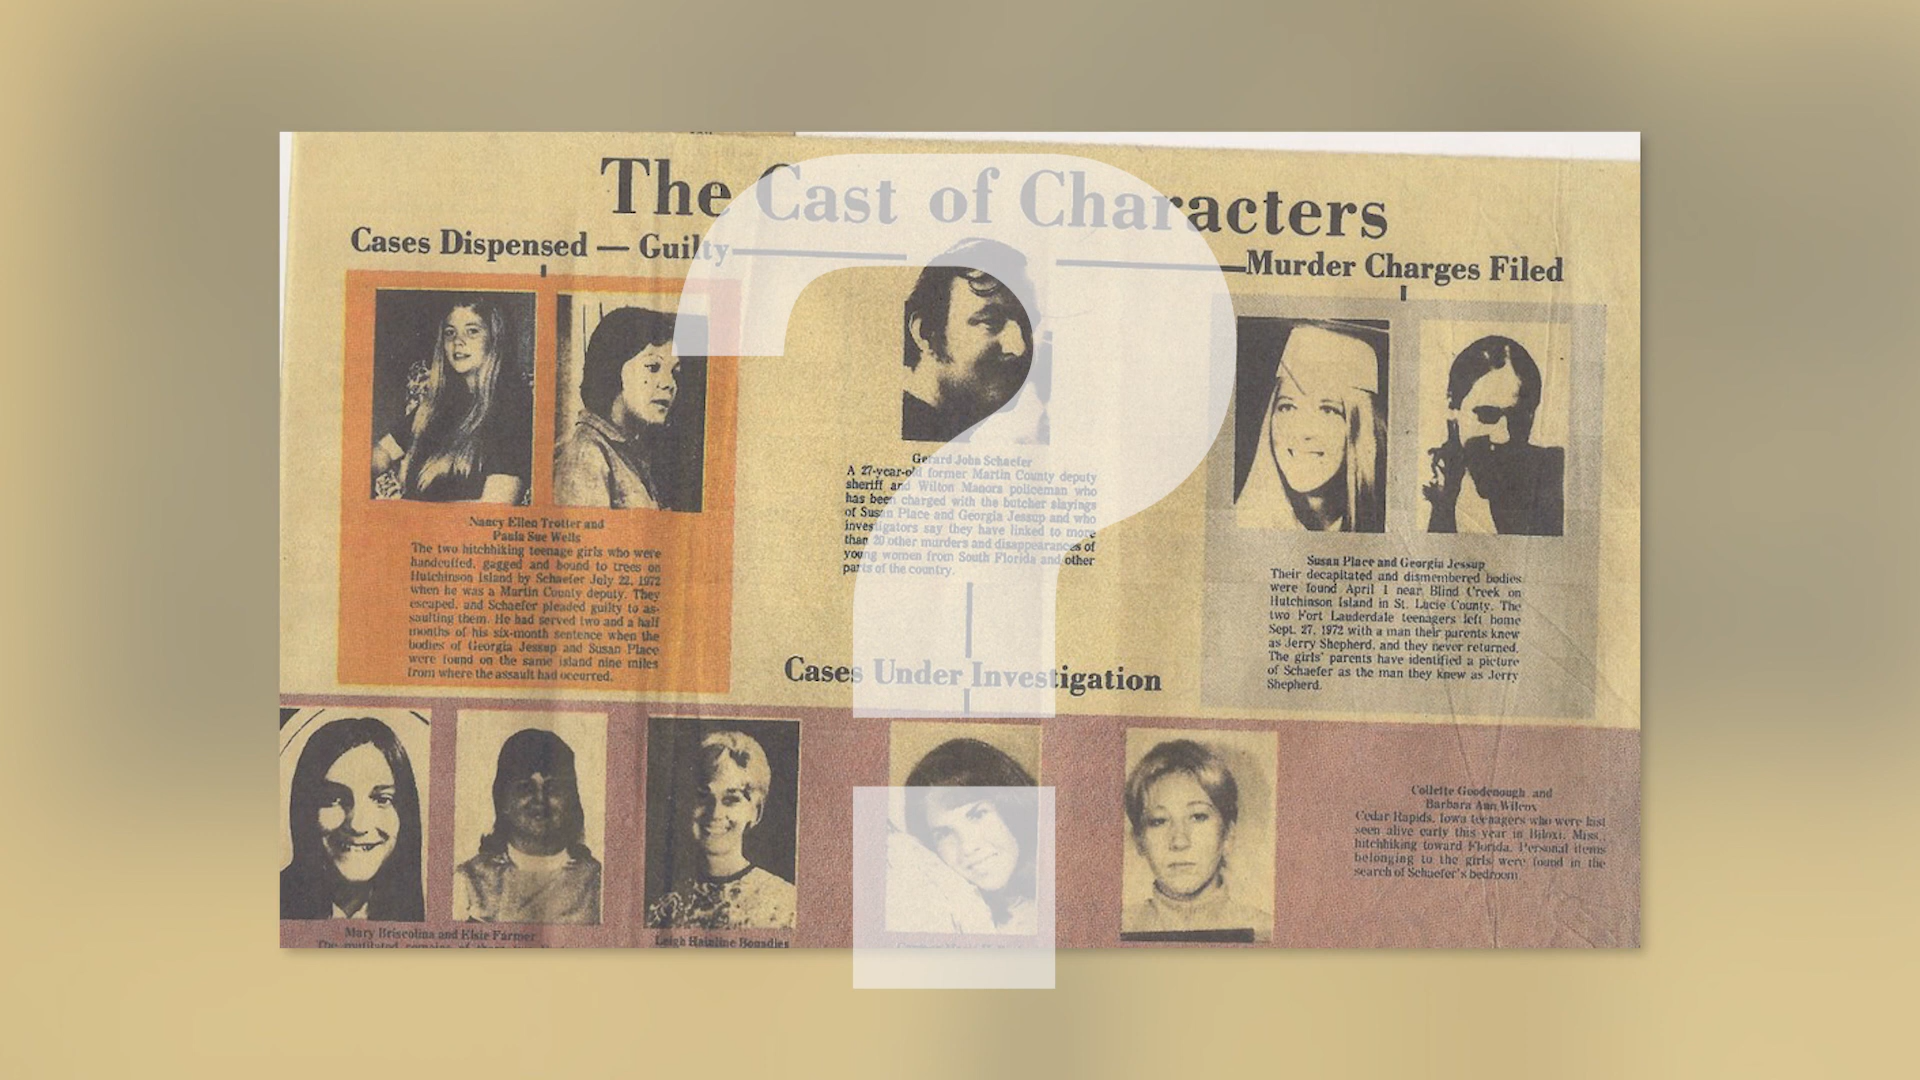 The Cast of Characters
Cases Dispensed — Guilty
Murder Charges Filed
Nancy Ellen Trotter and
Paula Sue Wells
The two hitchhiking teenage girls who were
handcuffed, gagged and bound to trees on
Hutchinson Island by Schaefer July 22, 1972
when he was a Martin County deputy. They
escaped, and Schaefer pleaded guilty to as-
saulting them. He had served two and a half
months of his six-month sentence when the
bodies of Georgia Jessup and Susan Place
were found on the same island nine miles
from where the assault had occurred.
Gerard John Schaefer
A 27-year-old former Martin County deputy
sheriff and Wilton Manors policeman who
has been charged with the butcher slayings
of Susan Place and Georgia Jessup and who
investigators say they have linked to more
than 20 other murders and disappearances of
young women from South Florida and other
parts of the country.
Susan Place and Georgia Jessup
Their decapitated and dismembered bodies
were found April 1 near Blind Creek on
Hutchinson Island in St. Lucie County. The
two Fort Lauderdale teenagers left home
Sept. 27, 1972 with a man their parents knew
as Jerry Shepherd, and they never returned.
The girls' parents have identified a picture
of Schaefer as the man they knew as Jerry
Shepherd.
Cases Under Investigation
Collette Goodenough and
Barbara Ann Wilcox
Cedar Rapids, Iowa teenagers who were last
seen alive early this year in Biloxi, Miss.,
hitchhiking toward Florida. Personal items
belonging to the girls were found in the
search of Schaefer's bedroom.
Mary Briscolina and Elsie Farmer
The mutilated remains of
Leigh Hainline Bonadies
?